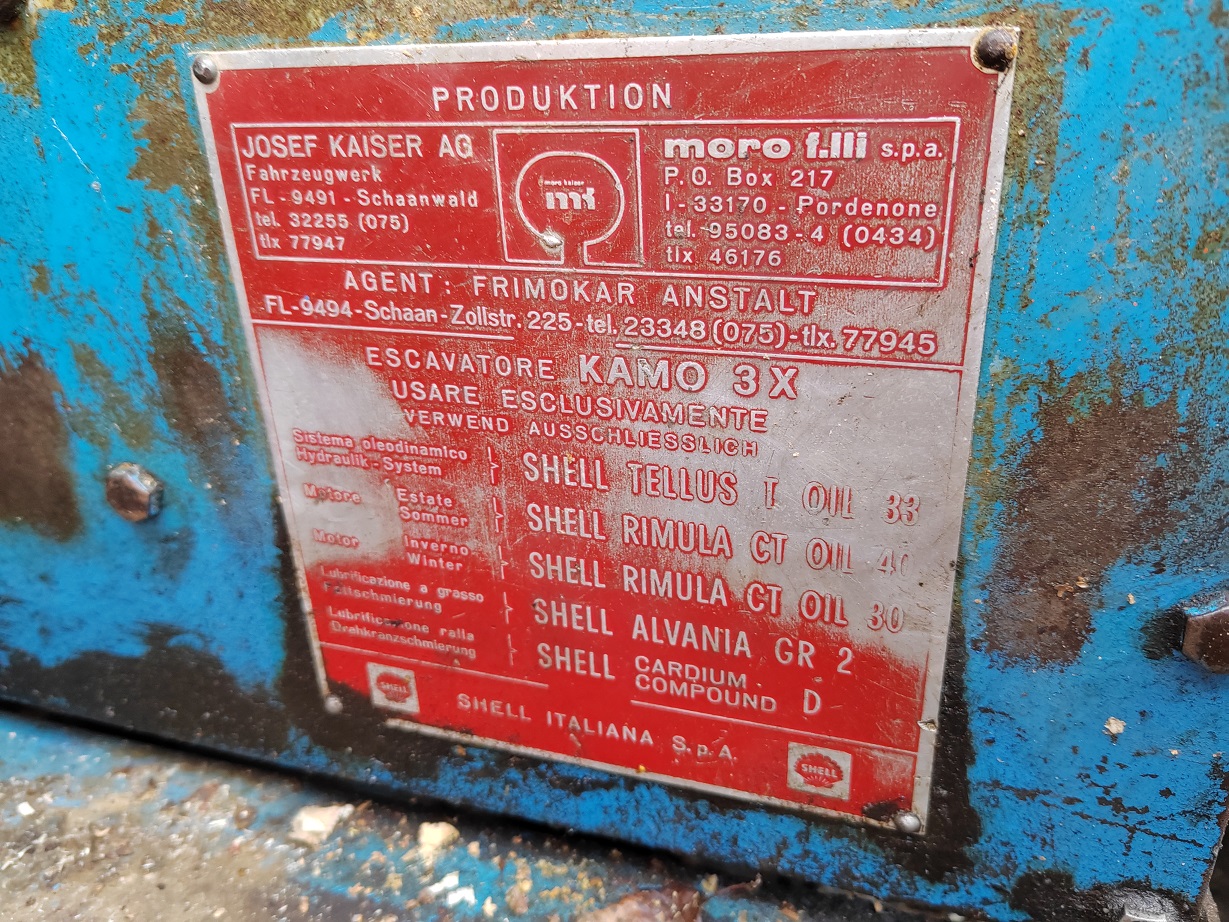 PRODUKTION
JOSEF KAISER AG
Fahrzeugwerk
FL-9491-Schaanwald
tel. 32255 (075)
tlx 77947
moro kaiser
mf
moro f.lli s.p.a.
P.O. Box 217
I-33170-Pordenone
tel. 95083-4 (0434)
tlx 46176
AGENT: FRIMOKAR ANSTALT
FL-9494-Schaan-Zollstr. 225-tel. 23348 (075)-tlx. 77945
ESCAVATORE KAMO 3X
USARE ESCLUSIVAMENTE
VERWEND AUSSCHLIESSLICH
Sistema oleodinamico
Hydraulik-System
SHELL TELLUS I OIL 33
Motore Estate
Sommer
SHELL RIMULA CT OIL 40
Motor Inverno
Winter
SHELL RIMULA CT OIL 30
Lubrificazione a grosso
Fettschmierung
SHELL ALVANIA GR 2
Lubrificazione ralla
Drehkranzschmierung
SHELL CARDIUM
COMPOUND D
SHELL
SHELL ITALIANA S.p.A.
SHELL